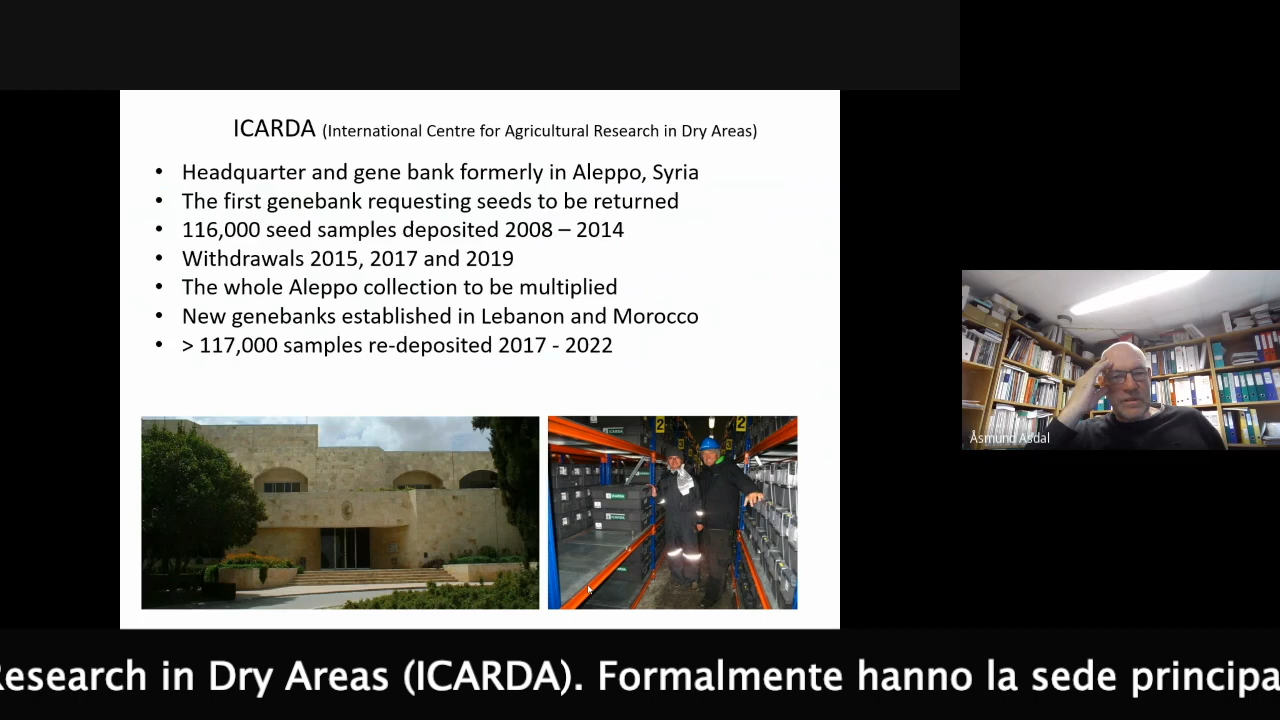 ICARDA (International Centre for Agricultural Research in Dry Areas)
• Headquarter and gene bank formerly in Aleppo, Syria
• The first genebank requesting seeds to be returned
• 116,000 seed samples deposited 2008 – 2014
• Withdrawals 2015, 2017 and 2019
• The whole Aleppo collection to be multiplied
• New genebanks established in Lebanon and Morocco
• > 117,000 samples re-deposited 2017 - 2022
2
2
Åsmund Asdal
Research in Dry Areas (ICARDA). Formalmente hanno la sede principa